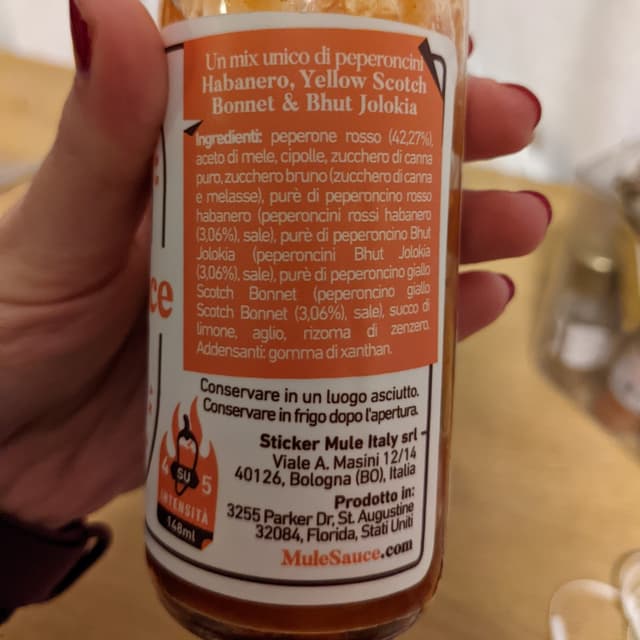 Un mix unico di peperoncini
Habanero, Yellow Scotch
Bonnet & Bhut Jolokia
Ingredienti: peperone rosso (42,27%),
aceto di mele, cipolle, zucchero di canna
puro, zucchero bruno (zucchero di canna
e melasse), purè di peperoncino rosso
habanero (peperoncini rossi habanero
(3,06%), sale), purè di peperoncino Bhut
Jolokia (peperoncini Bhut Jolokia
(3,06%), sale), purè di peperoncino giallo
Scotch Bonnet (peperoncino giallo
Scotch Bonnet (3,06%), sale), succo di
limone, aglio, rizoma di zenzero.
Addensanti: gomma di xanthan.
ce
Conservare in un luogo asciutto.
Conservare in frigo dopo l'apertura.
Sticker Mule Italy srl
Viale A. Masini 12/14
40126, Bologna (BO), Italia
Prodotto in:
3255 Parker Dr, St. Augustine
32084, Florida, Stati Uniti
MuleSauce.com
4 SU 5
INTENSITÀ
148ml